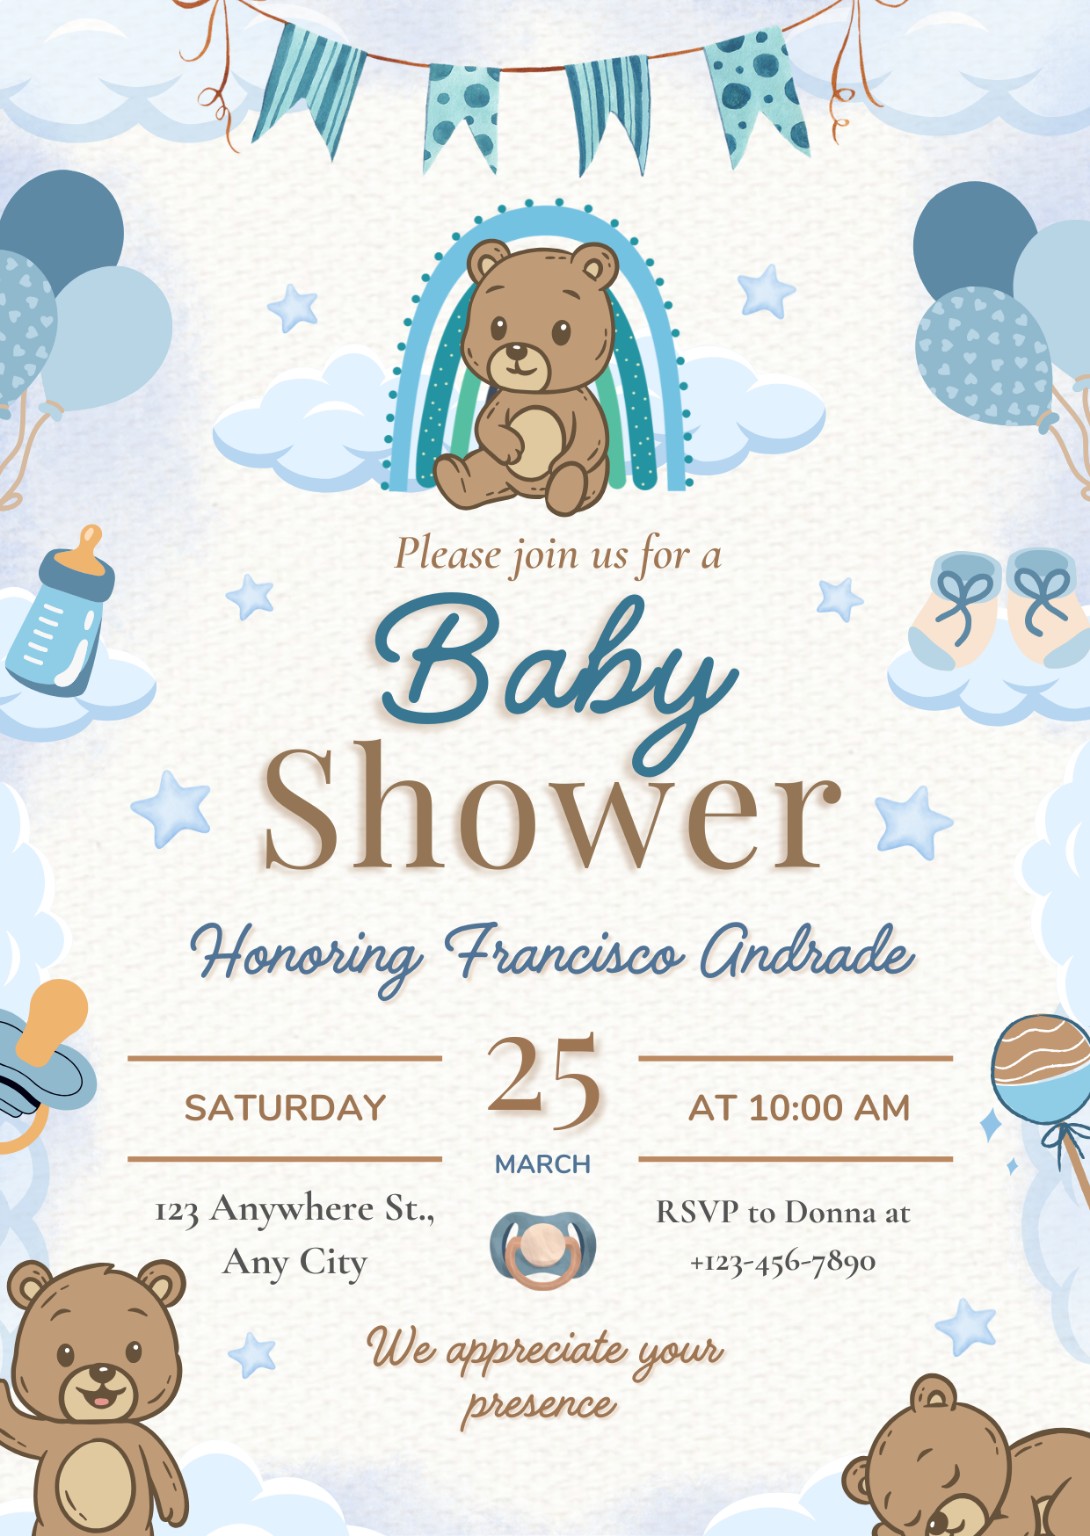 Please join us for a
Baby
Shower
Honoring Francisco Andrade
SATURDAY
25
MARCH
AT 10:00 AM
123 Anywhere St.,
Any City
RSVP to Donna at
+123-456-7890
We appreciate your
presence